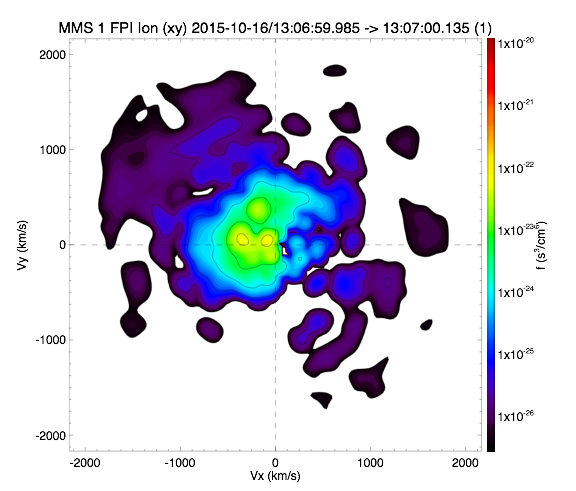 MMS 1 FPI Ion (xy) 2015-10-16/13:06:59.985 -> 13:07:00.135 (1)
2000
1000
0
-1000
-2000
Vy (km/s)
-2000
-1000
0
1000
2000
Vx (km/s)
1x10⁻²⁰
1x10⁻²¹
1x10⁻²²
1x10⁻²³
1x10⁻²⁴
1x10⁻²⁵
1x10⁻²⁶
f (s³/cm⁶)